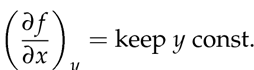 (∂f/∂x)_y = keep y const.